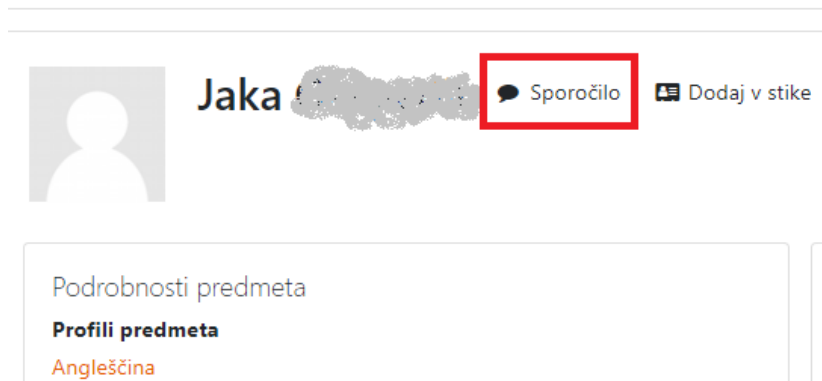 Jaka
Sporočilo
Dodaj v stike
Podrobnosti predmeta
Profili predmeta
Angleščina